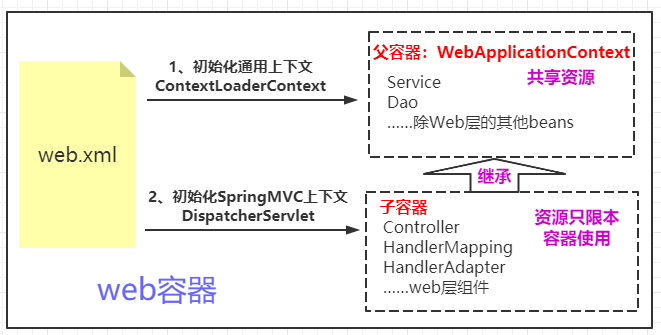 web.xml
1、初始化通用上下文
ContextLoaderContext
父容器：WebApplicationContext
共享资源
Service
Dao
……除Web层的其他beans
继承
2、初始化SpringMVC上下文
DispatcherServlet
子容器
Controller
HandlerMapping
HandlerAdapter
……web层组件
资源只限本
容器使用
web容器